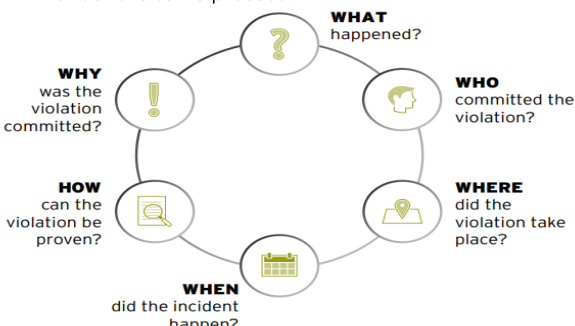 WHAT
happened?
WHO
committed the
violation?
WHERE
did the
violation take
place?
WHEN
did the incident
happen?
HOW
can the
violation be
proven?
WHY
was the
violation
committed?